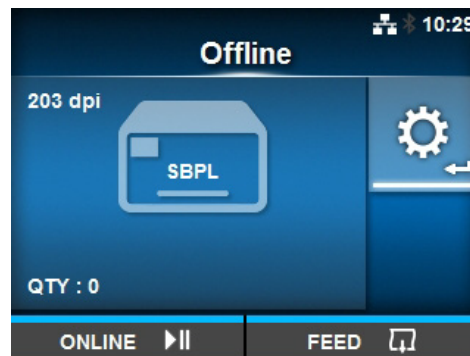 10:29
Offline
203 dpi
SBPL
QTY : 0
ONLINE
FEED